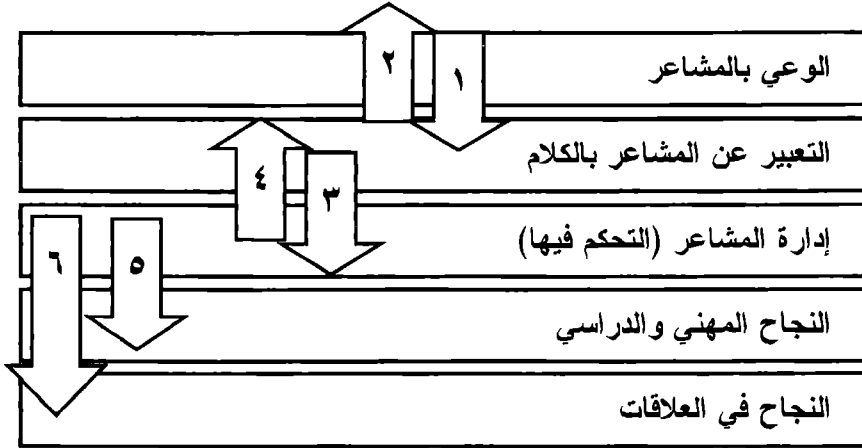 الوعي بالمشاعر
٢ ١
التعبير عن المشاعر بالكلام
٤ ٣
إدارة المشاعر (التحكم فيها)
٦ ٥
النجاح المهني والدراسي
النجاح في العلاقات